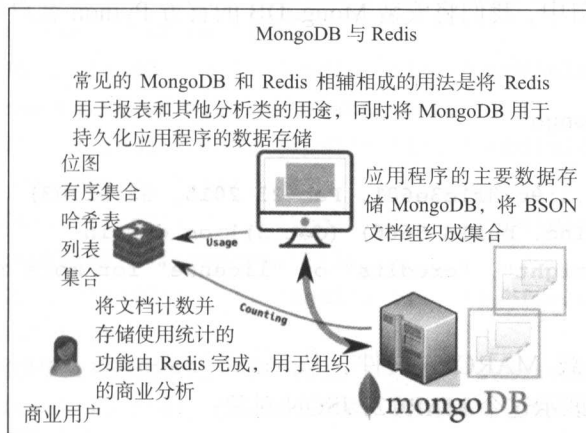 MongoDB 与 Redis
常见的 MongoDB 和 Redis 相辅相成的用法是将 Redis
用于报表和其他分析类的用途，同时将 MongoDB 用于
持久化应用程序的数据存储
位图
有序集合
哈希表
列表
集合
应用程序的主要数据存
储 MongoDB，将 BSON
文档组织成集合
Usage
Counting
将文档计数并
存储使用统计的
功能由 Redis 完成，用于组织
的商业分析
商业用户
mongoDB